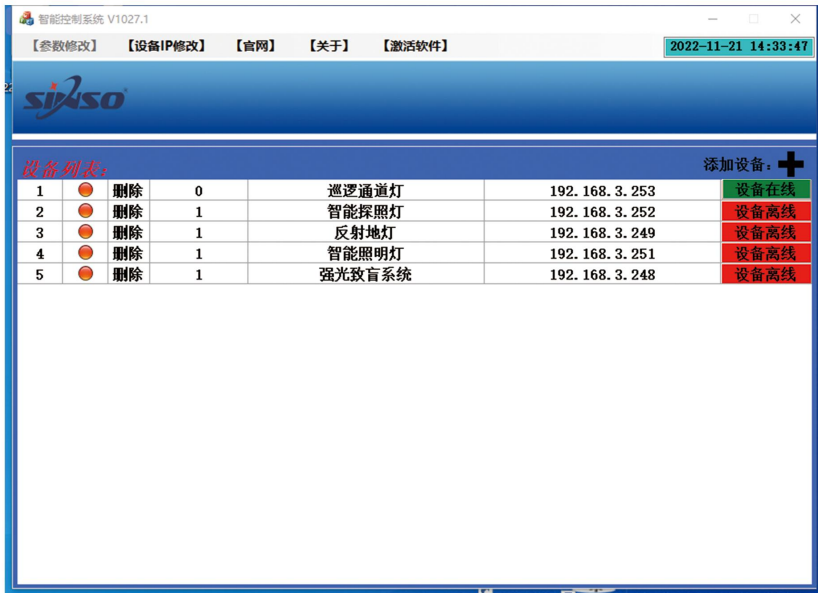 智能控制系统 V1027.1
【参数修改】 【设备IP修改】 【官网】 【关于】 【激活软件】 2022-11-21 14:33:47
SINSO
设备列表: 添加设备:
1 删除 0 巡逻通道灯 192.168.3.253 设备在线
2 删除 1 智能探照灯 192.168.3.252 设备离线
3 删除 1 反射地灯 192.168.3.249 设备离线
4 删除 1 智能照明灯 192.168.3.251 设备离线
5 删除 1 强光致盲系统 192.168.3.248 设备离线